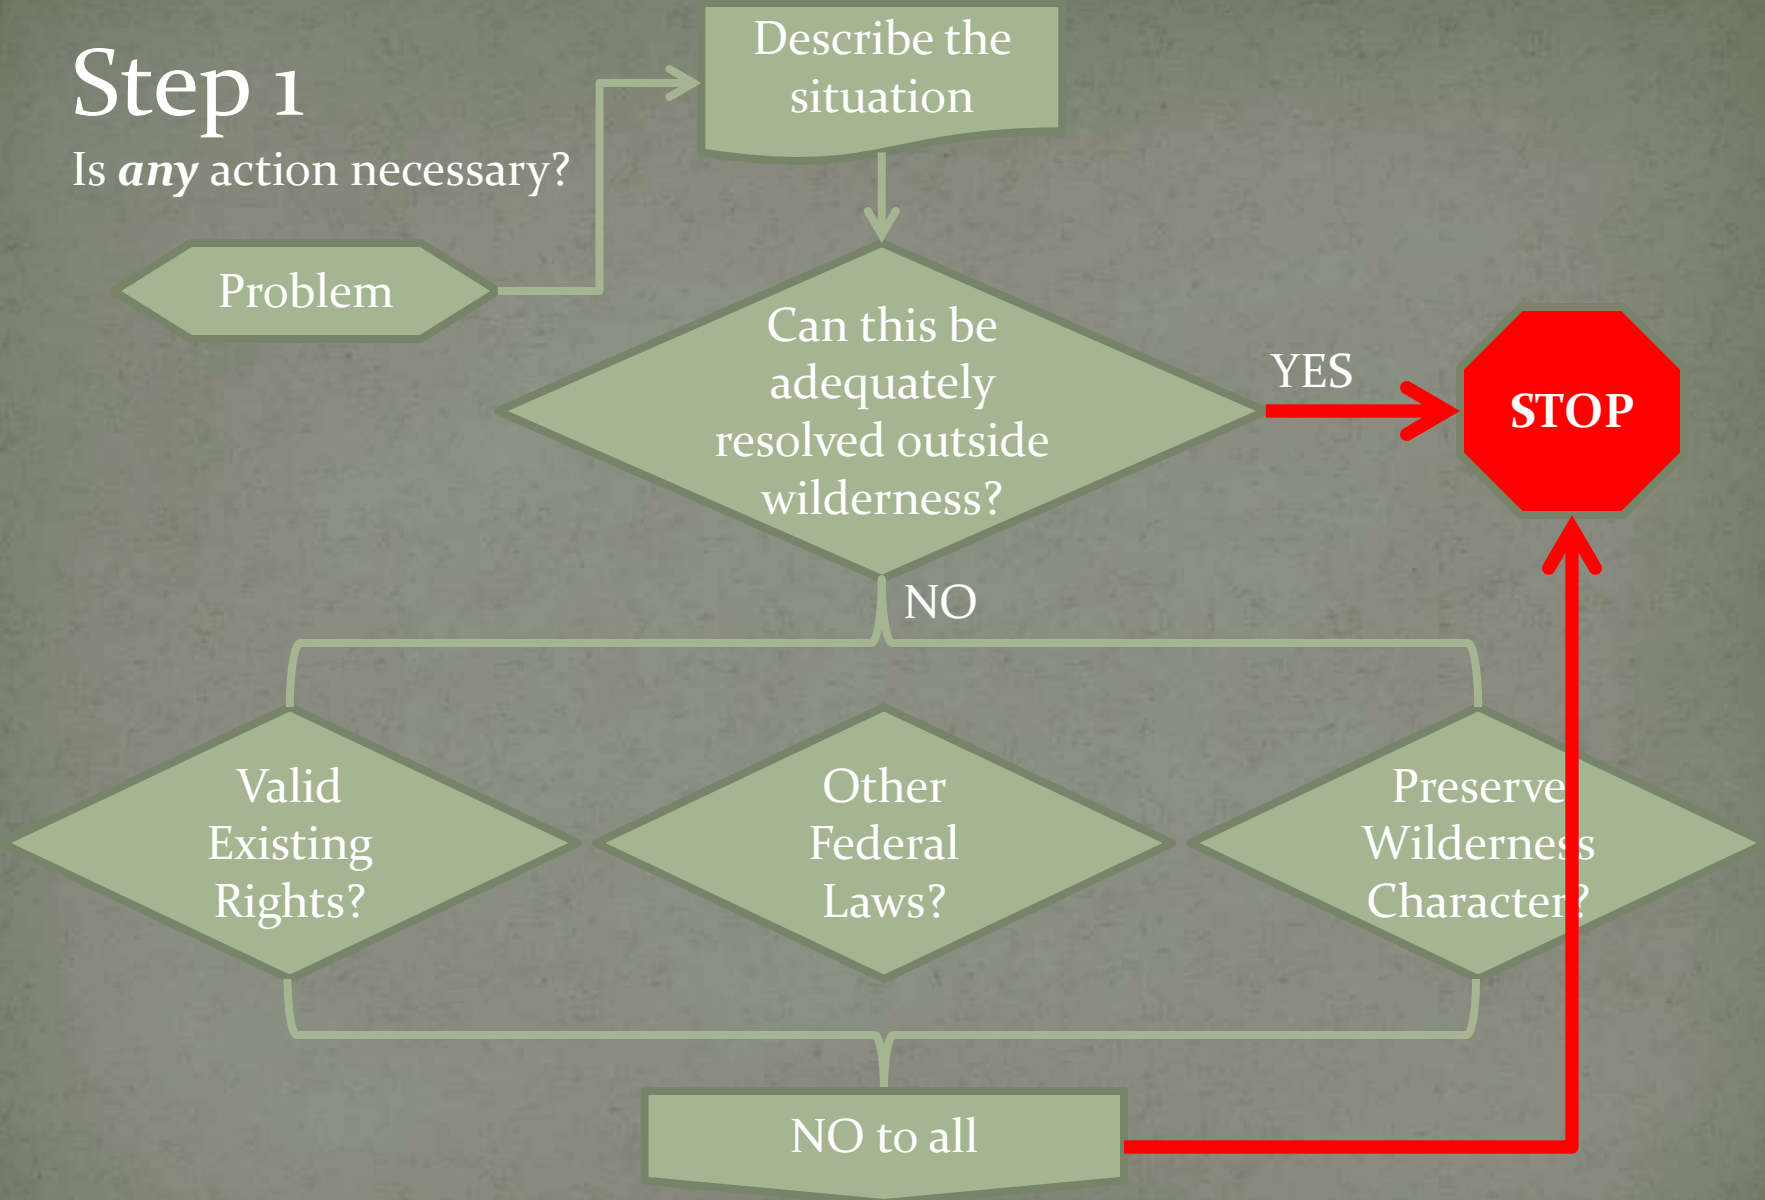 Step 1
Is any action necessary?
Describe the
situation
Problem
Can this be
adequately
resolved outside
wilderness?
YES
STOP
NO
Valid
Existing
Rights?
Other
Federal
Laws?
Preserve
Wilderness
Character?
NO to all